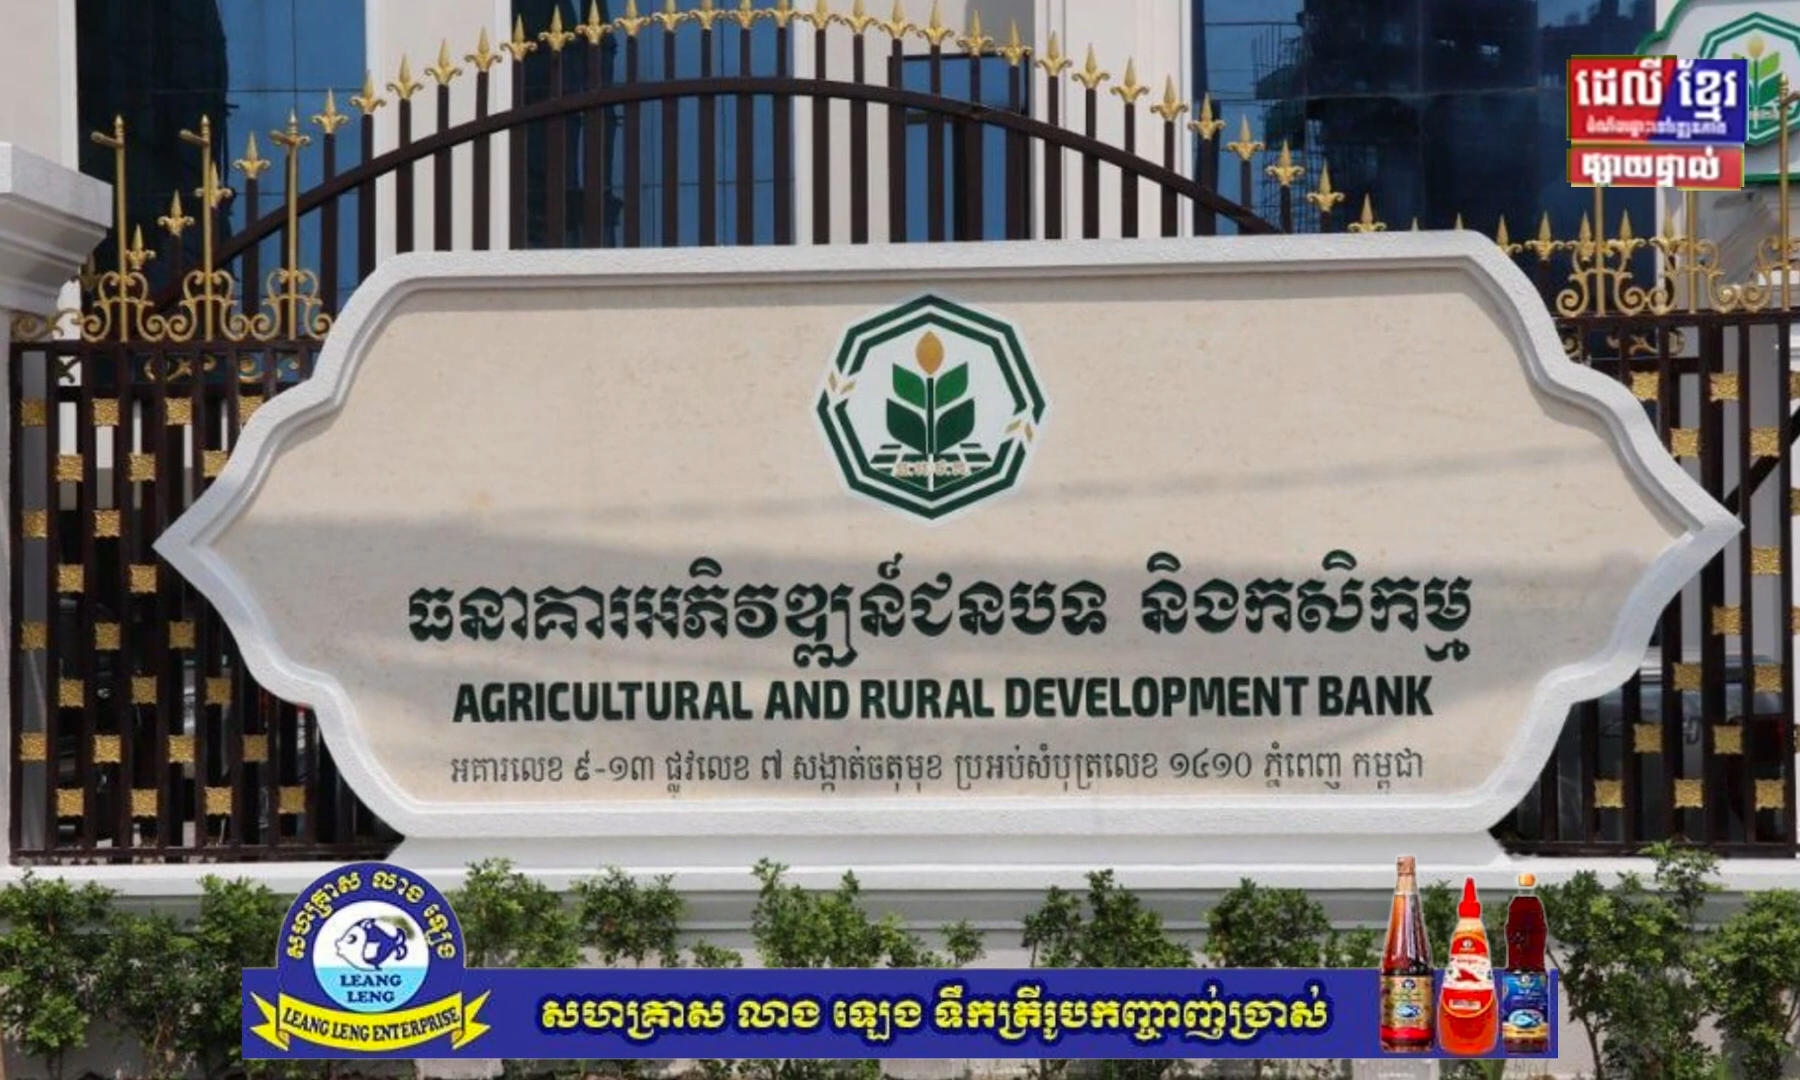 ដេលី ខ្មែរ
ផ្សាយផ្ទាល់
ធនាគារអភិវឌ្ឍន៍ជនបទ និងកសិកម្ម
AGRICULTURAL AND RURAL DEVELOPMENT BANK
អគារលេខ ៩-១៣ ផ្លូវលេខ ៧ សង្កាត់ចតុមុខ ប្រអប់សំបុត្រលេខ ១៤១០ ភ្នំពេញ កម្ពុជា
សហគ្រាស លាង ឡេង
LEANG
LENG
LEANG LENG ENTERPRISE
សហគ្រាស លាង ឡេង ទឹកត្រីរូបកញ្ចាញ់ច្រាស់